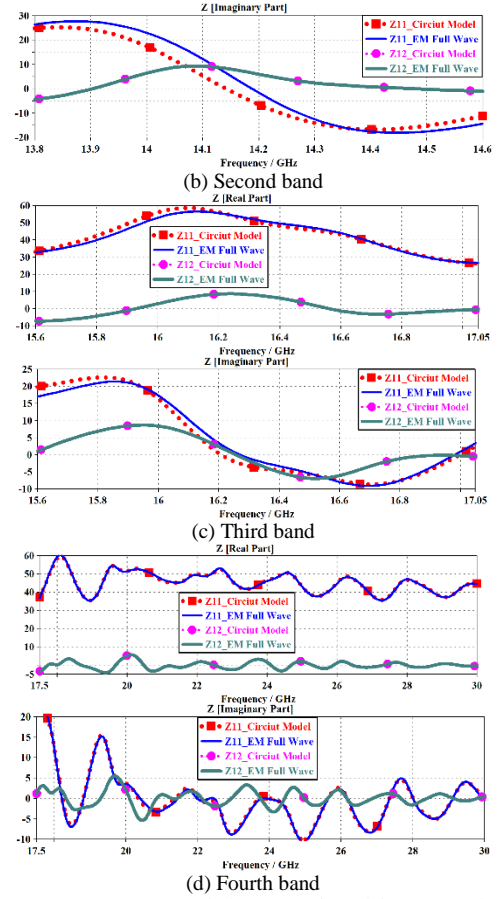 Z [Imaginary Part]
30
20
10
0
-10
-20
13.8 13.9 14 14.1 14.2 14.3 14.4 14.5 14.6
Frequency / GHz
Z11_Circiut Model
Z11_EM Full Wave
Z12_Circiut Model
Z12_EM Full Wave
(b) Second band
Z [Real Part]
60
50
40
30
20
10
0
-10
15.6 15.8 16 16.2 16.4 16.6 16.8 17.05
Frequency / GHz
Z11_Circiut Model
Z11_EM Full Wave
Z12_Circiut Model
Z12_EM Full Wave
Z [Imaginary Part]
25
20
15
10
5
0
-5
-10
15.6 15.8 16 16.2 16.4 16.6 16.8 17.05
Frequency / GHz
Z11_Circiut Model
Z11_EM Full Wave
Z12_Circiut Model
Z12_EM Full Wave
(c) Third band
Z [Real Part]
60
50
40
30
20
10
-5
17.5 20 22 24 26 28 30
Frequency / GHz
Z11_Circiut Model
Z11_EM Full Wave
Z12_Circiut Model
Z12_EM Full Wave
Z [Imaginary Part]
20
15
10
5
0
-5
-10
17.5 20 22 24 26 28 30
Frequency / GHz
Z11_Circiut Model
Z11_EM Full Wave
Z12_Circiut Model
Z12_EM Full Wave
(d) Fourth band